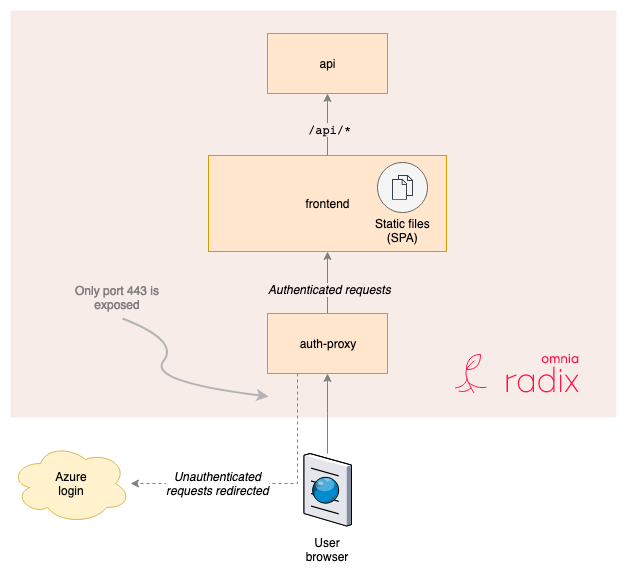 api
/api/*
frontend
Static files
(SPA)
Authenticated requests
Only port 443 is
exposed
auth-proxy
omnia
radix
Azure
login
Unauthenticated
requests redirected
User
browser